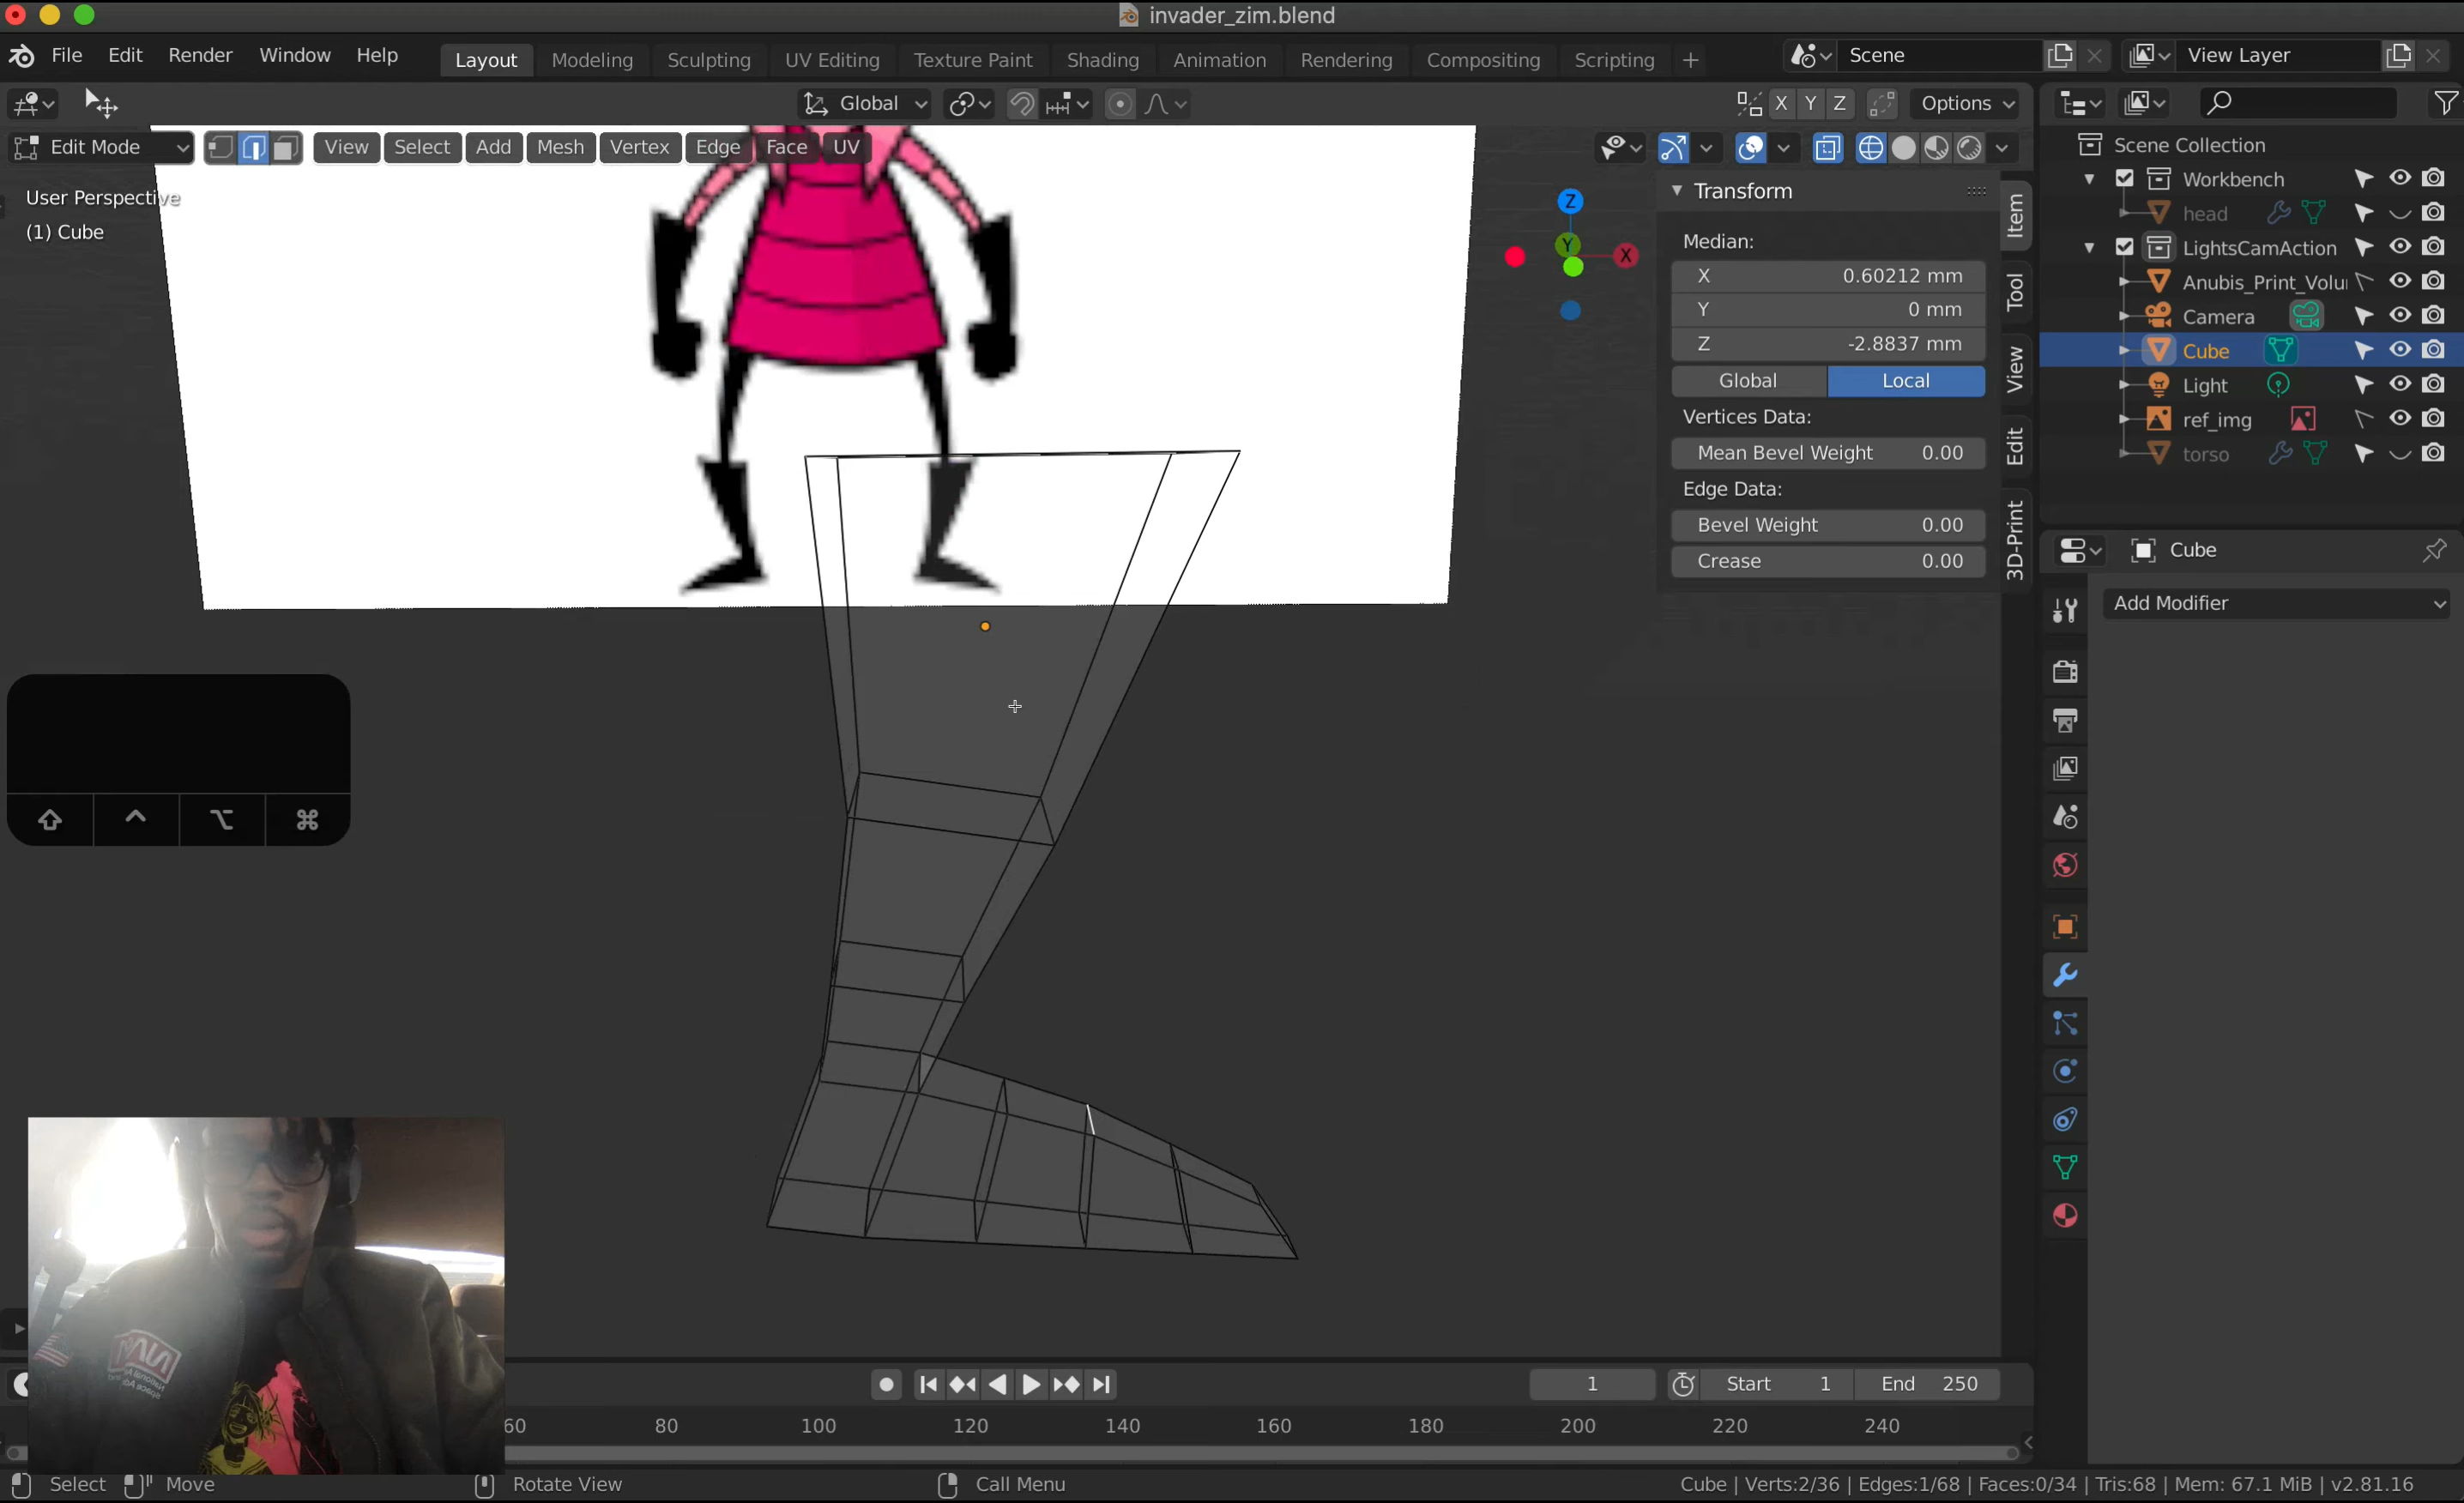 invader_zim.blend
File Edit Render Window Help Layout Modeling Sculpting UV Editing Texture Paint Shading Animation Rendering Compositing Scripting + Scene View Layer
Global X Y Z Options
Edit Mode View Select Add Mesh Vertex Edge Face UV
User Perspective
(1) Cube
Z
Y
X
Transform
Median:
X 0.60212 mm
Y 0 mm
Z -2.8837 mm
Global Local
Vertices Data:
Mean Bevel Weight 0.00
Edge Data:
Bevel Weight 0.00
Crease 0.00
Item
Tool
View
Edit
3D-Print
Scene Collection
Workbench
head
LightsCamAction
Anubis_Print_Volu
Camera
Cube
Light
ref_img
torso
Cube
Add Modifier
1 Start 1 End 250
60 80 100 120 140 160 180 200 220 240
Select Move Rotate View Call Menu Cube | Verts:2/36 | Edges:1/68 | Faces:0/34 | Tris:68 | Mem: 67.1 MiB | v2.81.16